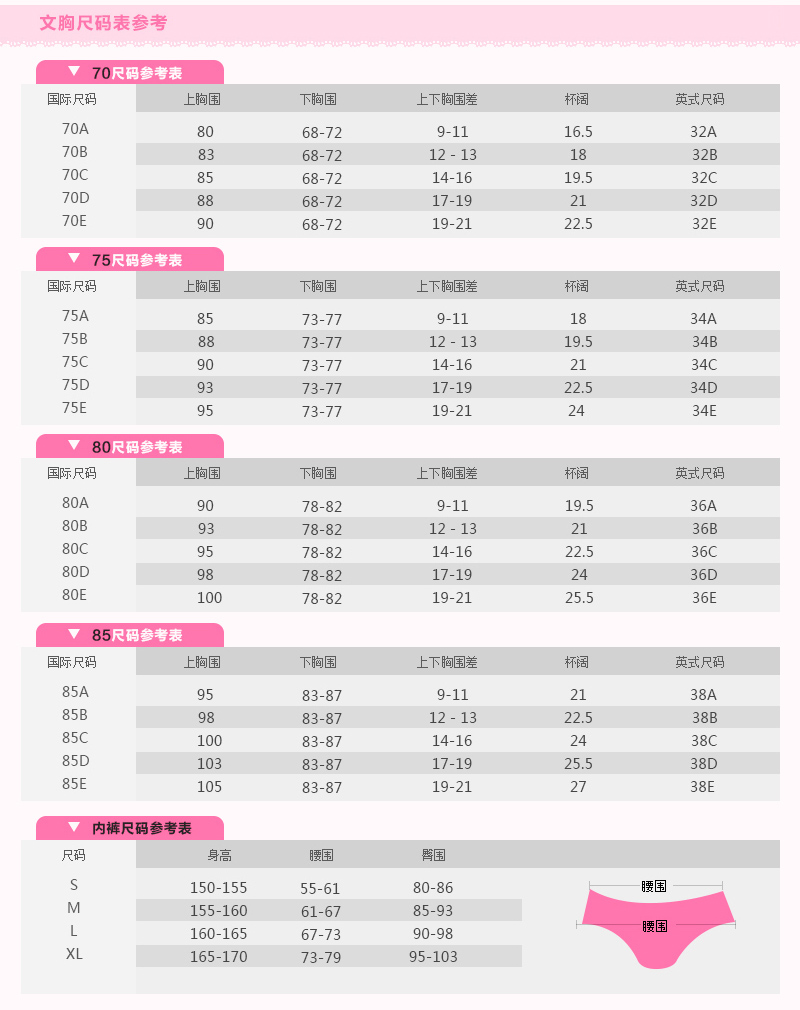 文胸尺码表参考
▼ 70尺码参考表
国际尺码 上胸围 下胸围 上下胸围差 杯阔 英式尺码
70A 80 68-72 9-11 16.5 32A
70B 83 68-72 12 - 13 18 32B
70C 85 68-72 14-16 19.5 32C
70D 88 68-72 17-19 21 32D
70E 90 68-72 19-21 22.5 32E
▼ 75尺码参考表
国际尺码 上胸围 下胸围 上下胸围差 杯阔 英式尺码
75A 85 73-77 9-11 18 34A
75B 88 73-77 12 - 13 19.5 34B
75C 90 73-77 14-16 21 34C
75D 93 73-77 17-19 22.5 34D
75E 95 73-77 19-21 24 34E
▼ 80尺码参考表
国际尺码 上胸围 下胸围 上下胸围差 杯阔 英式尺码
80A 90 78-82 9-11 19.5 36A
80B 93 78-82 12 - 13 21 36B
80C 95 78-82 14-16 22.5 36C
80D 98 78-82 17-19 24 36D
80E 100 78-82 19-21 25.5 36E
▼ 85尺码参考表
国际尺码 上胸围 下胸围 上下胸围差 杯阔 英式尺码
85A 95 83-87 9-11 21 38A
85B 98 83-87 12 - 13 22.5 38B
85C 100 83-87 14-16 24 38C
85D 103 83-87 17-19 25.5 38D
85E 105 83-87 19-21 27 38E
▼ 内裤尺码参考表
尺码 身高 腰围 臀围
S 150-155 55-61 80-86
M 155-160 61-67 85-93
L 160-165 67-73 90-98
XL 165-170 73-79 95-103
腰围
腰围